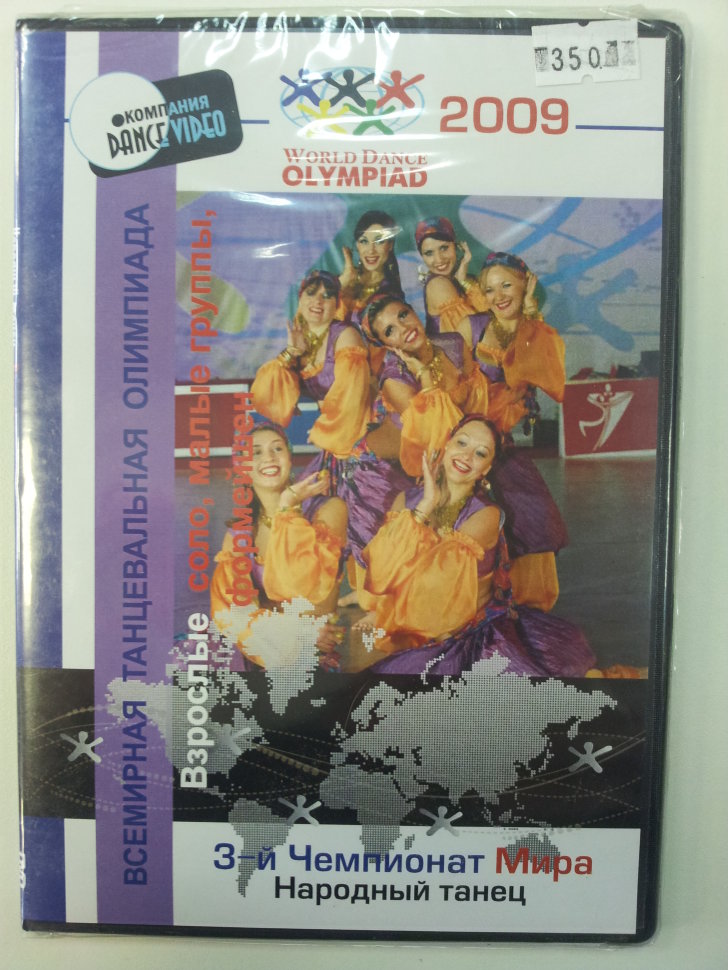 350
КОМПАНИЯ
DANCE VIDEO
WORLD DANCE
OLYMPIAD
2009
ВСЕМИРНАЯ ТАНЦЕВАЛЬНАЯ ОЛИМПИАДА
Взрослые соло, малые группы,
формейшен
3-й Чемпионат Мира
Народный танец